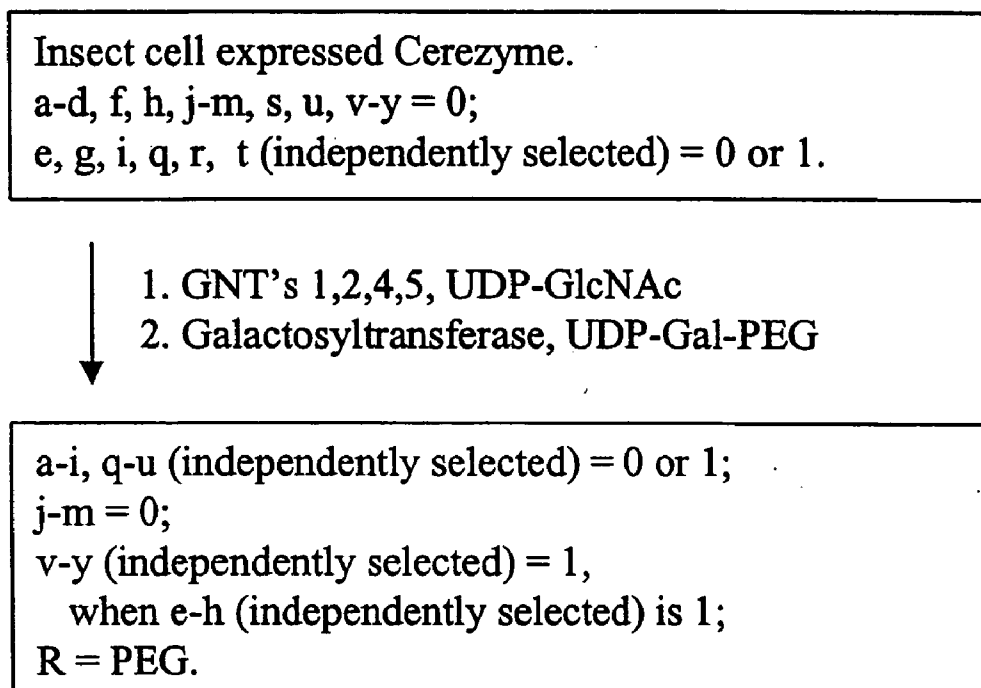 Insect cell expressed Cerezyme.
a-d, f, h, j-m, s, u, v-y = 0;
e, g, i, q, r, t (independently selected) = 0 or 1.
1. GNT's 1,2,4,5, UDP-GlcNAc
2. Galactosyltransferase, UDP-Gal-PEG
a-i, q-u (independently selected) = 0 or 1;
j-m = 0;
v-y (independently selected) = 1,
when e-h (independently selected) is 1;
R = PEG.